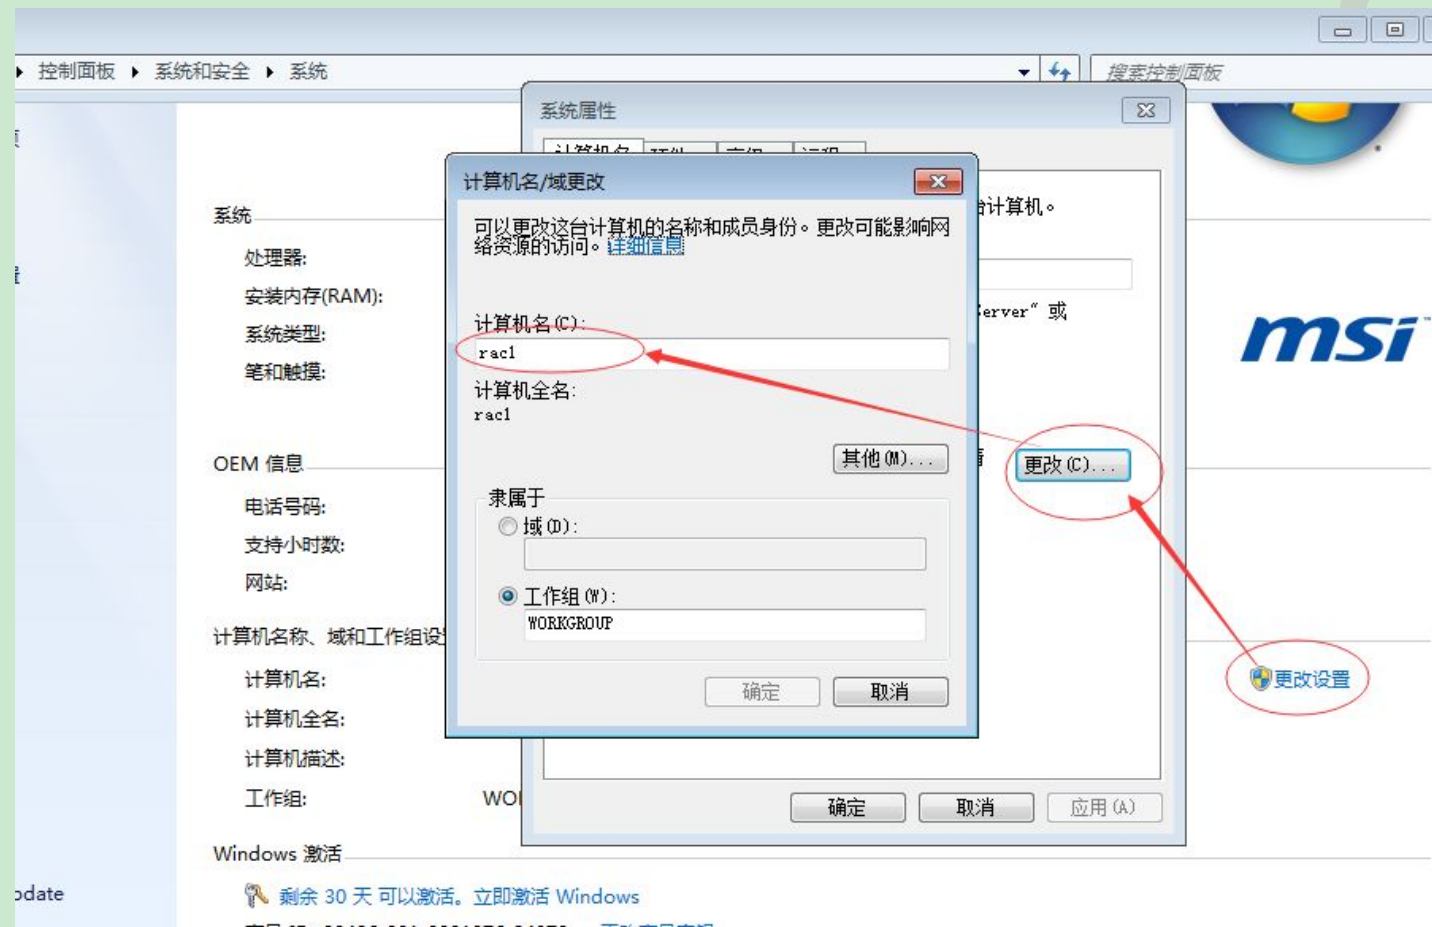 控制面板 系统和安全 系统
搜索控制面板
系统属性
计算机名/域更改
可以更改这台计算机的名称和成员身份。更改可能影响网
络资源的访问。详细信息
计算机名(C):
rac1
计算机全名:
rac1
其他(M)...
隶属于
域(D):
工作组(W):
WORKGROUP
确定 取消
计算机。
erver" 或
更改(C)...
确定 取消 应用(A)
系统
处理器:
安装内存(RAM):
系统类型:
笔和触摸:
msi
OEM 信息
电话号码:
支持小时数:
网站:
计算机名称、域和工作组设
计算机名:
更改设置
计算机全名:
计算机描述:
工作组: WO
Windows 激活
剩余 30 天 可以激活。立即激活 Windows
pdate